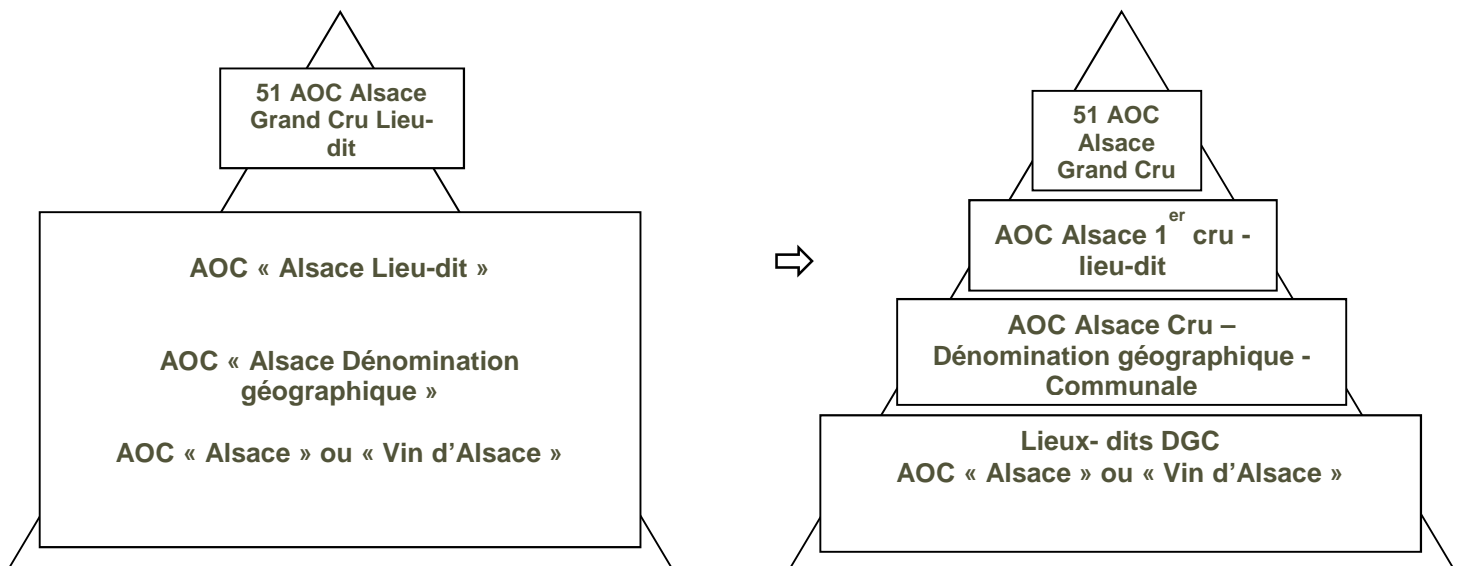 51 AOC Alsace
Grand Cru Lieu-
dit
AOC « Alsace Lieu-dit »
AOC « Alsace Dénomination
géographique »
AOC « Alsace » ou « Vin d'Alsace »
51 AOC
Alsace
Grand Cru
AOC Alsace 1er cru -
lieu-dit
AOC Alsace Cru –
Dénomination géographique -
Communale
Lieux- dits DGC
AOC « Alsace » ou « Vin d'Alsace »